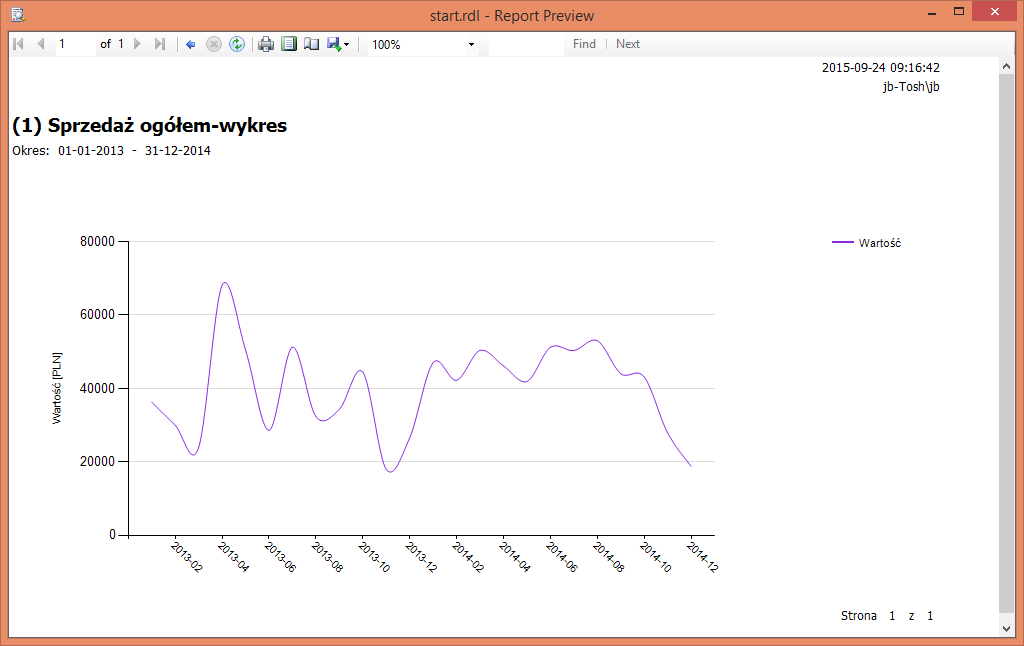 start.rdl - Report Preview
1 of 1 100% Find Next
2015-09-24 09:16:42
jb-Tosh\jb
(1) Sprzedaż ogółem-wykres
Okres: 01-01-2013 - 31-12-2014
Wartość
Wartość [PLN]
80000
60000
40000
20000
0
2013-02 2013-04 2013-06 2013-08 2013-10 2013-12 2014-02 2014-04 2014-06 2014-08 2014-10 2014-12
Strona 1 z 1